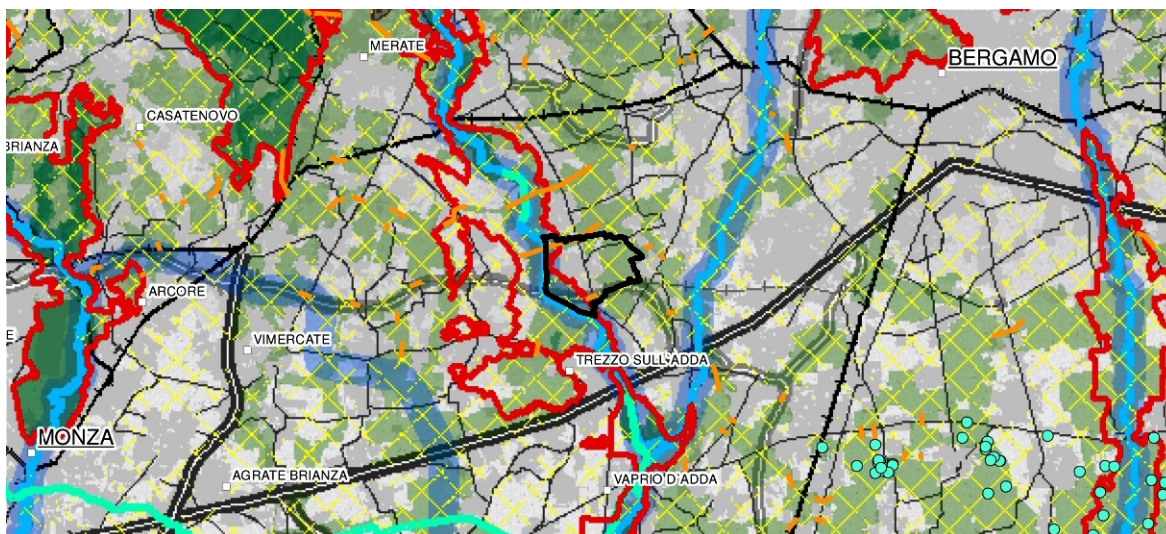 MERATE
BERGAMO
CASATENOVO
BRIANZA
ARCORE
E
VIMERCATE
TREZZO SULL'ADDA
MONZA
AGRATE BRIANZA
VAPRIO D'ADDA